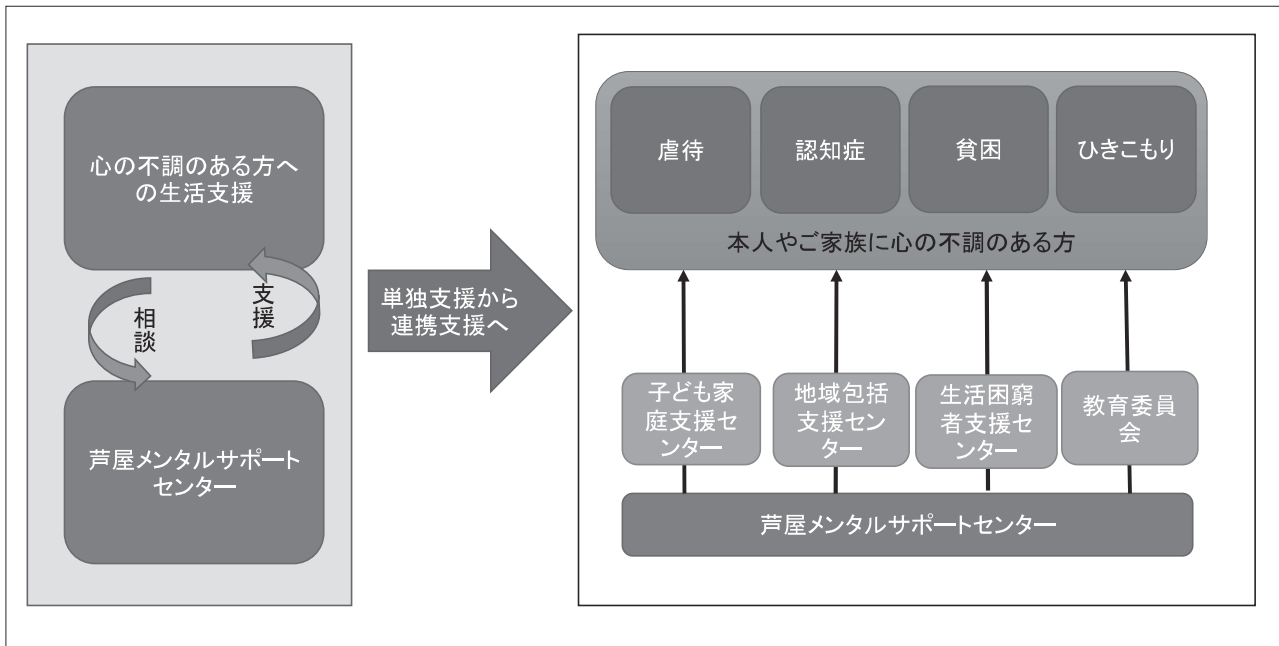 心の不調のある方へ
の生活支援
相談
支援
芦屋メンタルサポート
センター
単独支援から
連携支援へ
虐待
認知症
貧困
ひきこもり
本人やご家族に心の不調のある方
子ども家
庭支援セ
ンター
地域包括
支援セン
ター
生活困窮
者支援セ
ンター
教育委員
会
芦屋メンタルサポートセンター